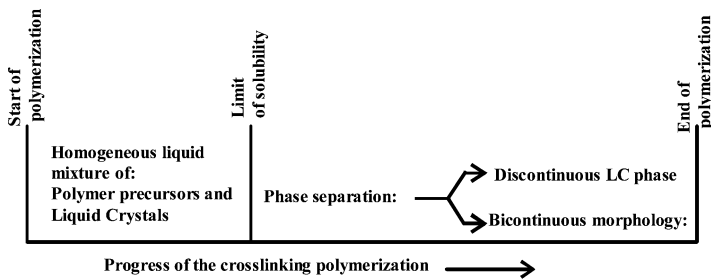 Start of
polymerization
Limit
of solubility
End of
polymerization
Homogeneous liquid
mixture of:
Polymer precursors and
Liquid Crystals
Phase separation:
Discontinuous LC phase
Bicontinuous morphology:
Progress of the crosslinking polymerization